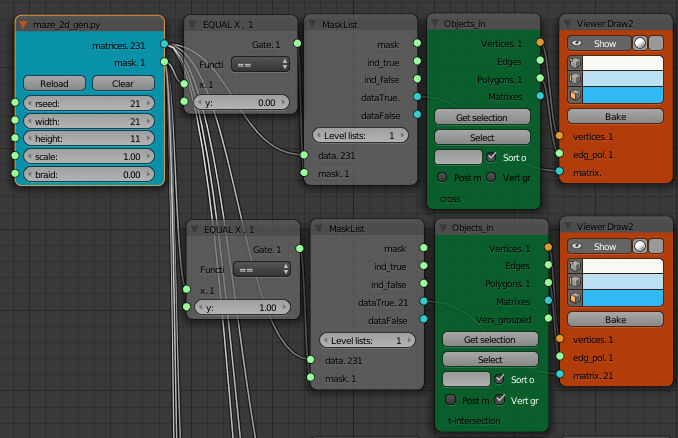 maze_2d_gen.py
matrices. 231
mask. 1
Reload
Clear
rseed: 21
width: 21
height: 11
scale: 1.00
braid: 0.00
EQUAL X , 1
Gate. 1
Functi ==
x. 1
y: 0.00
MaskList
mask
ind_true
ind_false
dataTrue.
dataFalse
Level lists: 1
data. 231
mask. 1
Objects_in
Vertices. 1
Edges
Polygons. 1
Matrixes
Get selection
Select
Sort o
Post m
Vert gr
cross
Viewer Draw2
Show
Bake
vertices. 1
edg_pol. 1
matrix.
EQUAL X , 1
Gate. 1
Functi ==
x. 1
y: 1.00
MaskList
mask
ind_true
ind_false
dataTrue. 21
dataFalse
Level lists: 1
data. 231
mask. 1
Objects_in
Vertices. 1
Edges
Polygons. 1
Matrixes
Vers_grouped
Get selection
Select
Sort o
Post m
Vert gr
t-intersection
Viewer Draw2
Show
Bake
vertices. 1
edg_pol. 1
matrix. 21